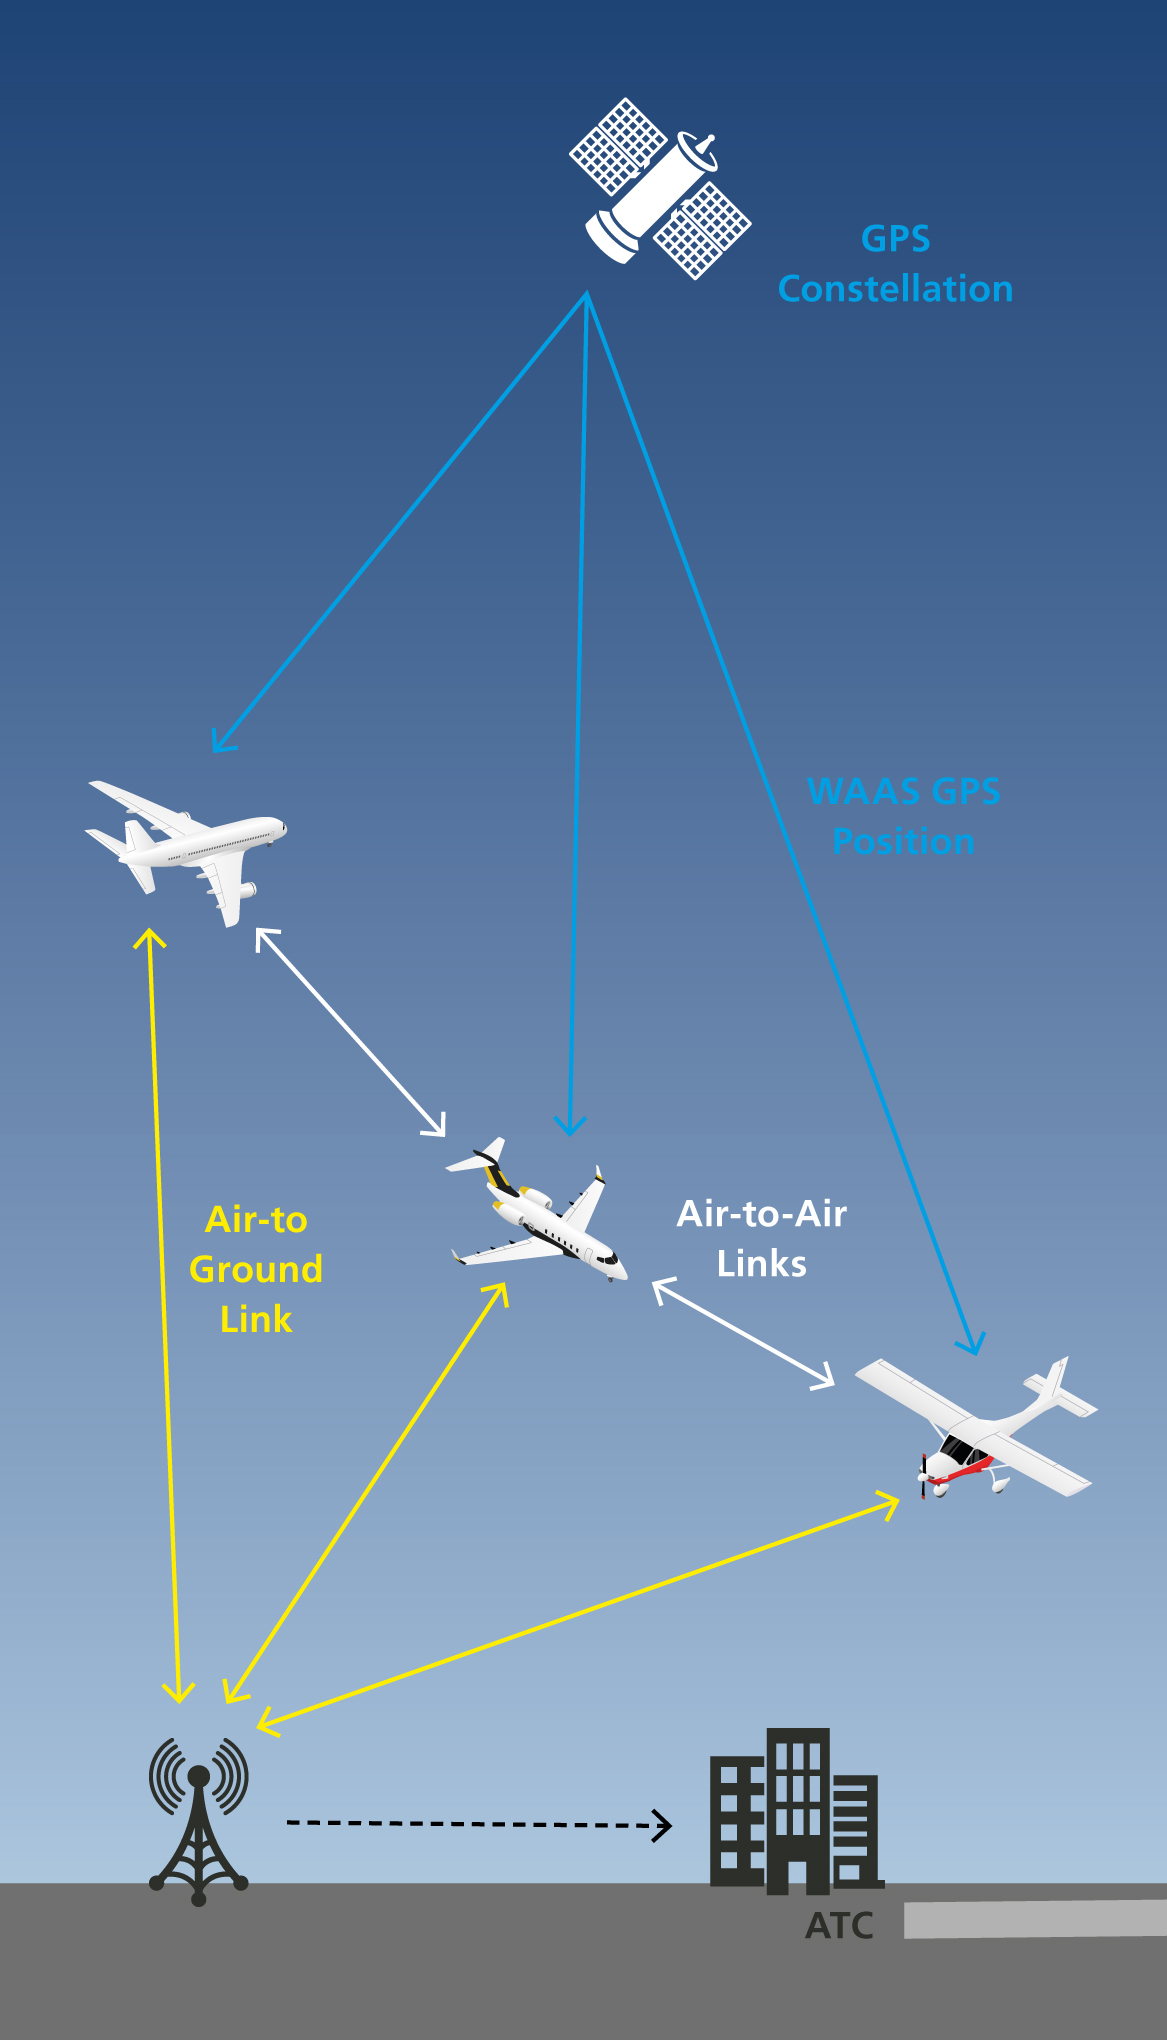 GPS
Constellation
WAAS GPS
Position
Air-to
Ground
Link
Air-to-Air
Links
ATC